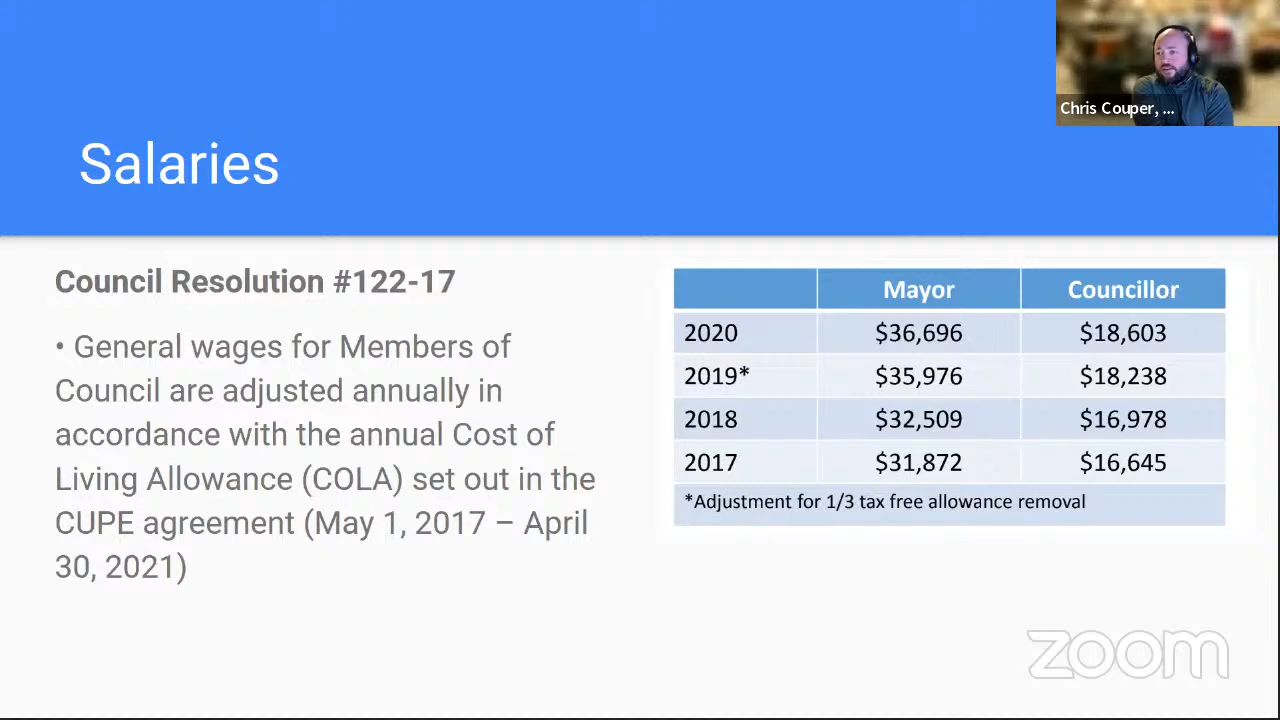 Chris Couper, ...
Salaries
Council Resolution #122-17
• General wages for Members of
Council are adjusted annually in
accordance with the annual Cost of
Living Allowance (COLA) set out in the
CUPE agreement (May 1, 2017 – April
30, 2021)
Mayor Councillor
2020 $36,696 $18,603
2019* $35,976 $18,238
2018 $32,509 $16,978
2017 $31,872 $16,645
*Adjustment for 1/3 tax free allowance removal
zoom